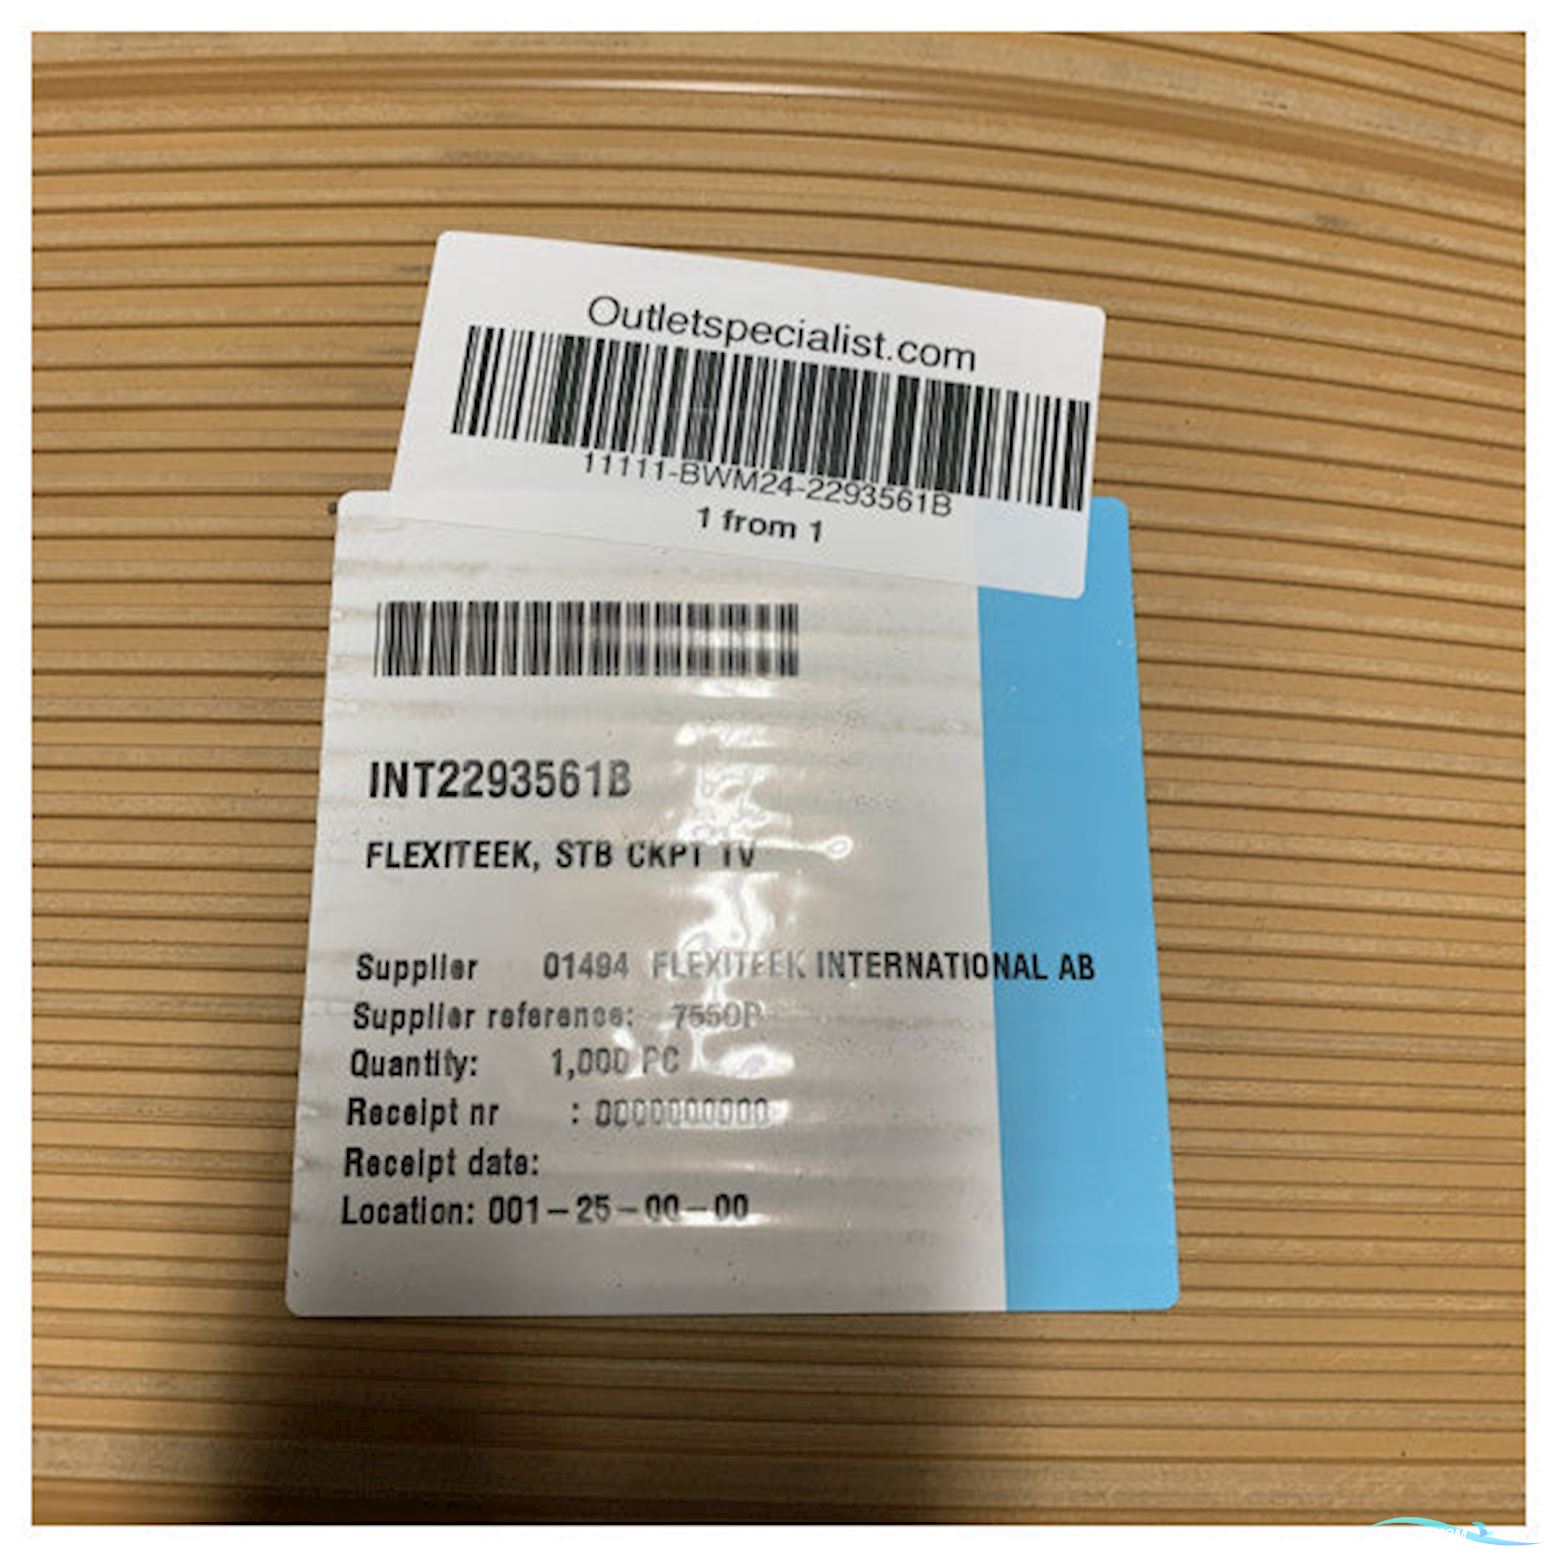 Outletspecialist.com
11111-BWM24-2293561B
1 from 1
INT2293561B
FLEXITEEK, STB CKPT TV
Supplier 01494 FLEXITEEK INTERNATIONAL AB
Supplier reference:
Quantity: 1,000 PC
Receipt nr : 0000000000
Receipt date:
Location: 001-25-00-00